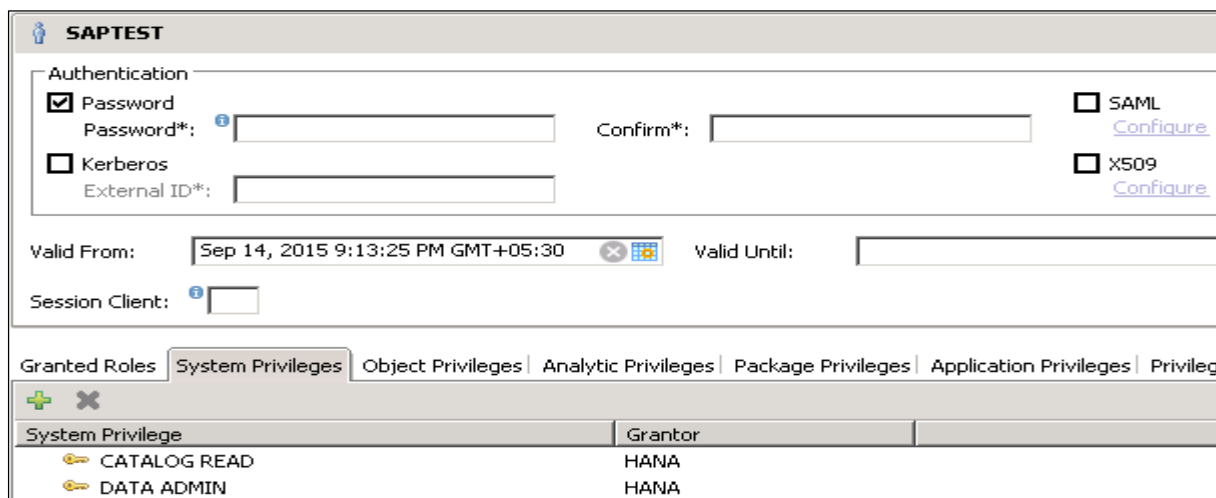 SAPTEST
Authentication
Password
Password*: Confirm*:
SAML
Configure
Kerberos
External ID*:
X509
Configure
Valid From: Sep 14, 2015 9:13:25 PM GMT+05:30 Valid Until:
Session Client:
Granted Roles System Privileges Object Privileges Analytic Privileges Package Privileges Application Privileges Privileg
System Privilege Grantor
CATALOG READ HANA
DATA ADMIN HANA